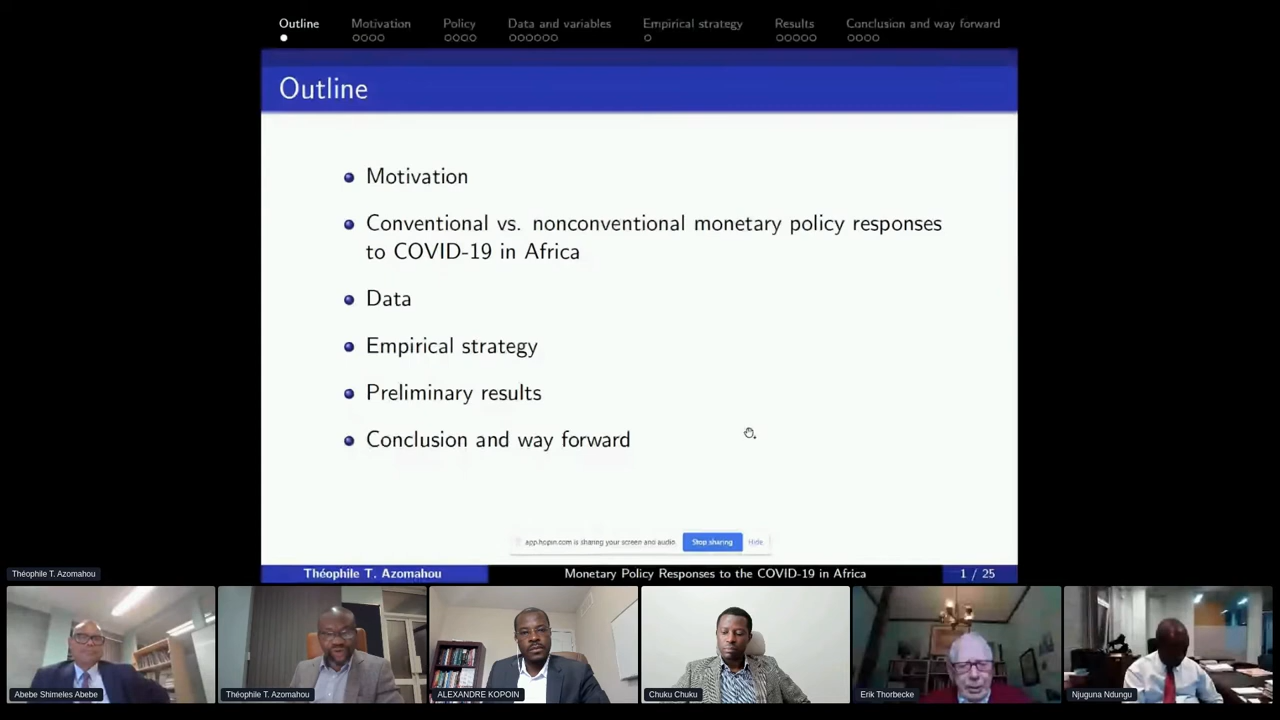 Outline Motivation Policy Data and variables Empirical strategy Results Conclusion and way forward
Outline
Motivation
Conventional vs. nonconventional monetary policy responses
to COVID-19 in Africa
Data
Empirical strategy
Preliminary results
Conclusion and way forward
app.hopin.com is sharing your screen and audio. Stop sharing Hide
Théophile T. Azomahou Monetary Policy Responses to the COVID-19 in Africa 1 / 25
Théophile T. Azomahou
Abebe Shimeles Abebe
Théophile T. Azomahou
ALEXANDRE KOPOIN
Chuku Chuku
Erik Thorbecke
Njuguna Ndungu